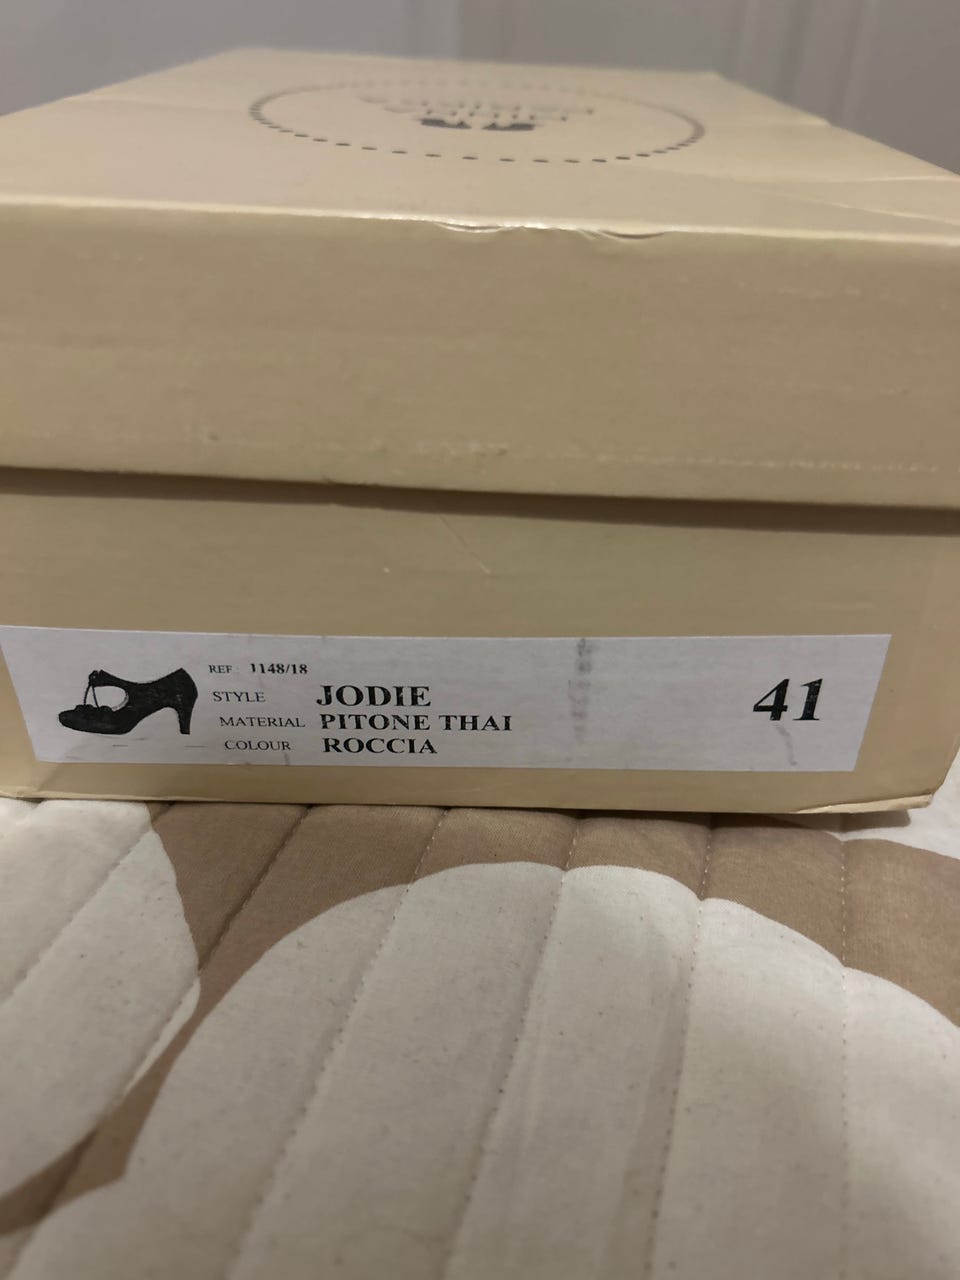 REF: 1148/18
STYLE JODIE
MATERIAL PITONE THAI
COLOUR ROCCIA
41